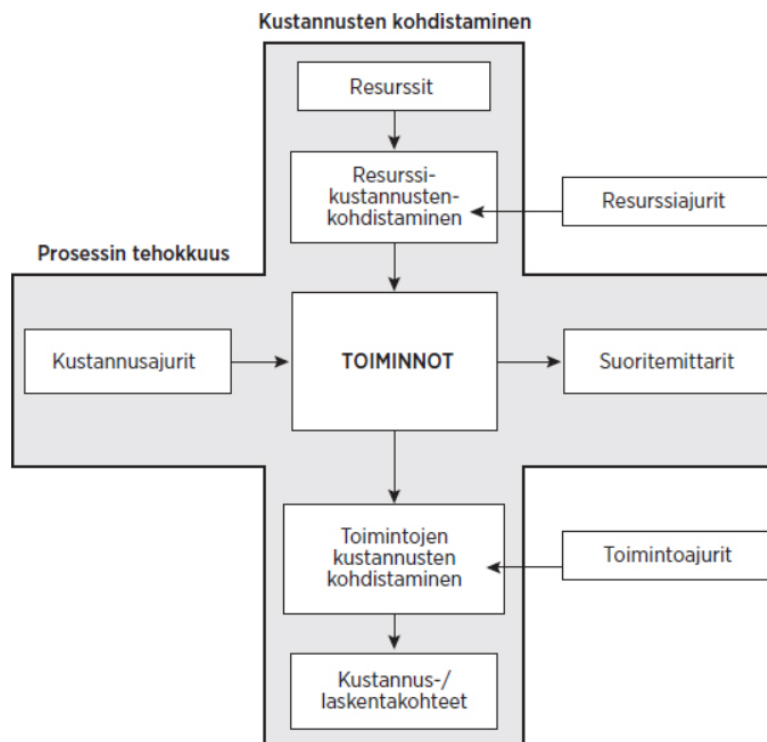 Kustannusten kohdistaminen
Resurssit
Resurssi-
kustannusten-
kohdistaminen
Resurssiajurit
Prosessin tehokkuus
Kustannusajurit
TOIMINNOT
Suoritemittarit
Toimintojen
kustannusten
kohdistaminen
Toimintoajurit
Kustannus-/
laskentakohteet